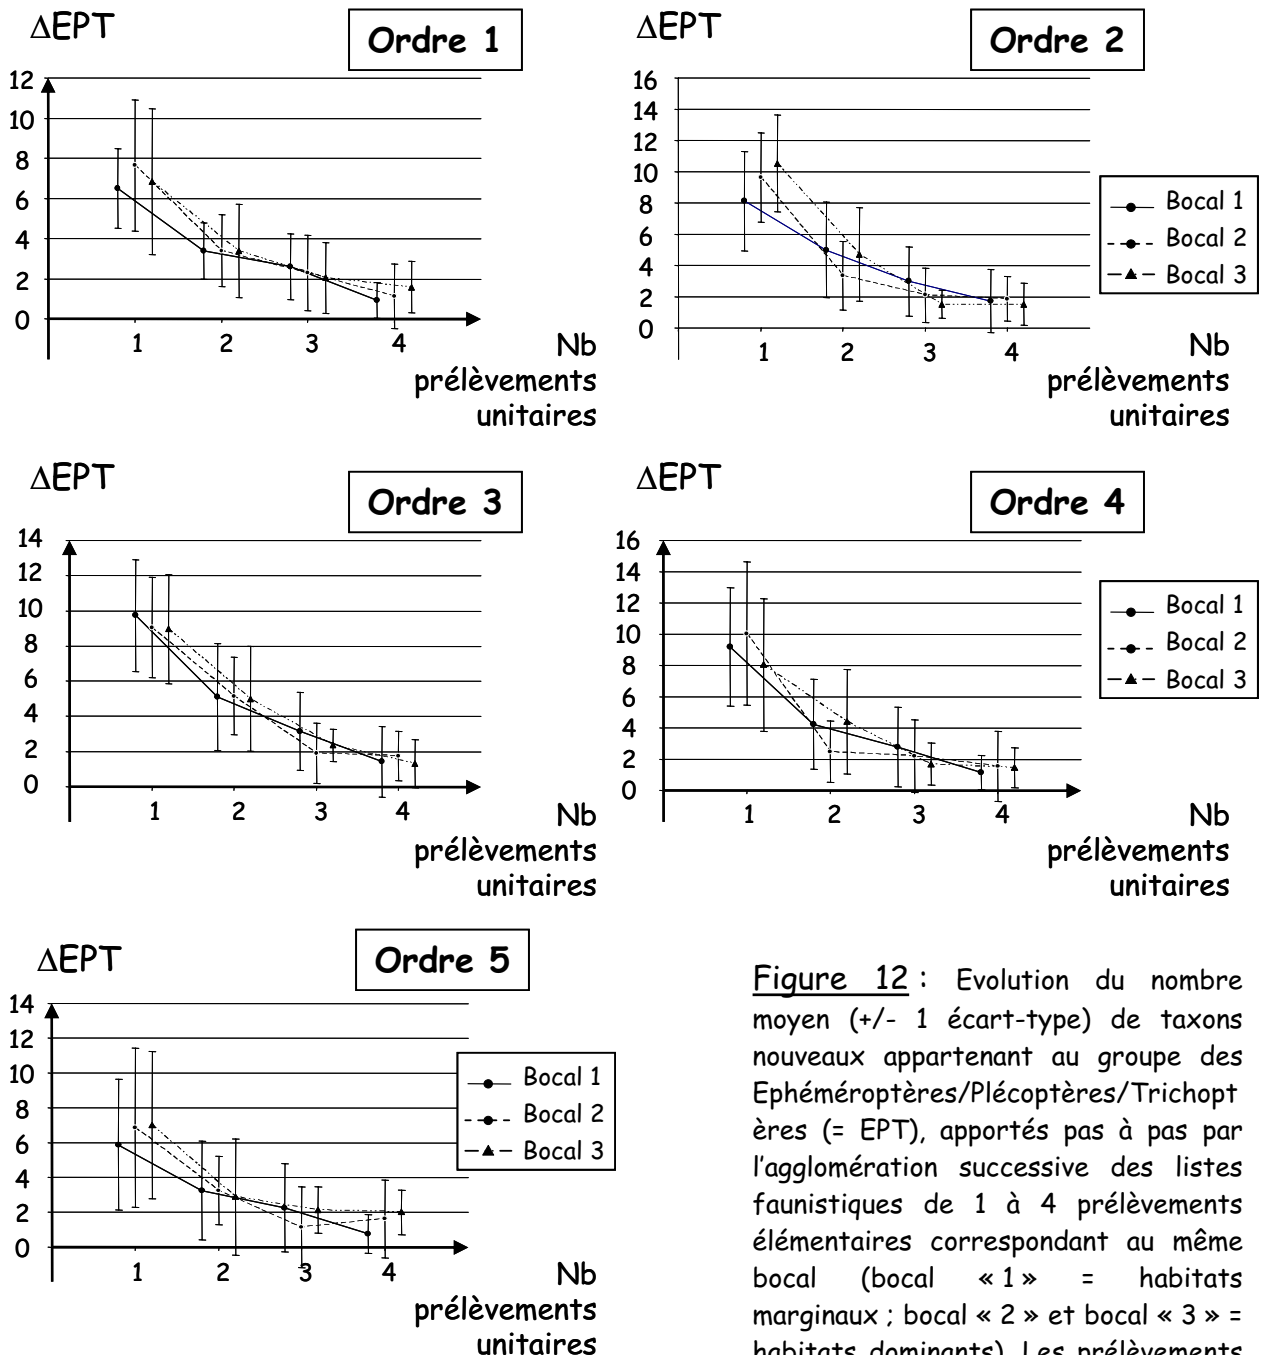 ΔEPT
Ordre 1
12
10
8
6
4
2
0
1 2 3 4
Nb
prélèvements
unitaires
ΔEPT
Ordre 2
16
14
12
10
8
6
4
2
0
1 2 3 4
Nb
prélèvements
unitaires
Bocal 1
Bocal 2
Bocal 3
ΔEPT
Ordre 3
14
12
10
8
6
4
2
0
1 2 3 4
Nb
prélèvements
unitaires
ΔEPT
Ordre 4
16
14
12
10
8
6
4
2
0
1 2 3 4
Nb
prélèvements
unitaires
Bocal 1
Bocal 2
Bocal 3
ΔEPT
Ordre 5
14
12
10
8
6
4
2
0
1 2 3 4
Nb
prélèvements
unitaires
Bocal 1
Bocal 2
Bocal 3
Figure 12 : Evolution du nombre
moyen (+/- 1 écart-type) de taxons
nouveaux appartenant au groupe des
Ephéméroptères/Plécoptères/Trichopt
ères (= EPT), apportés pas à pas par
l'agglomération successive des listes
faunistiques de 1 à 4 prélèvements
élémentaires correspondant au même
bocal (bocal « 1 » = habitats
marginaux ; bocal « 2 » et bocal « 3 » =
habitats dominants). Les prélèvements